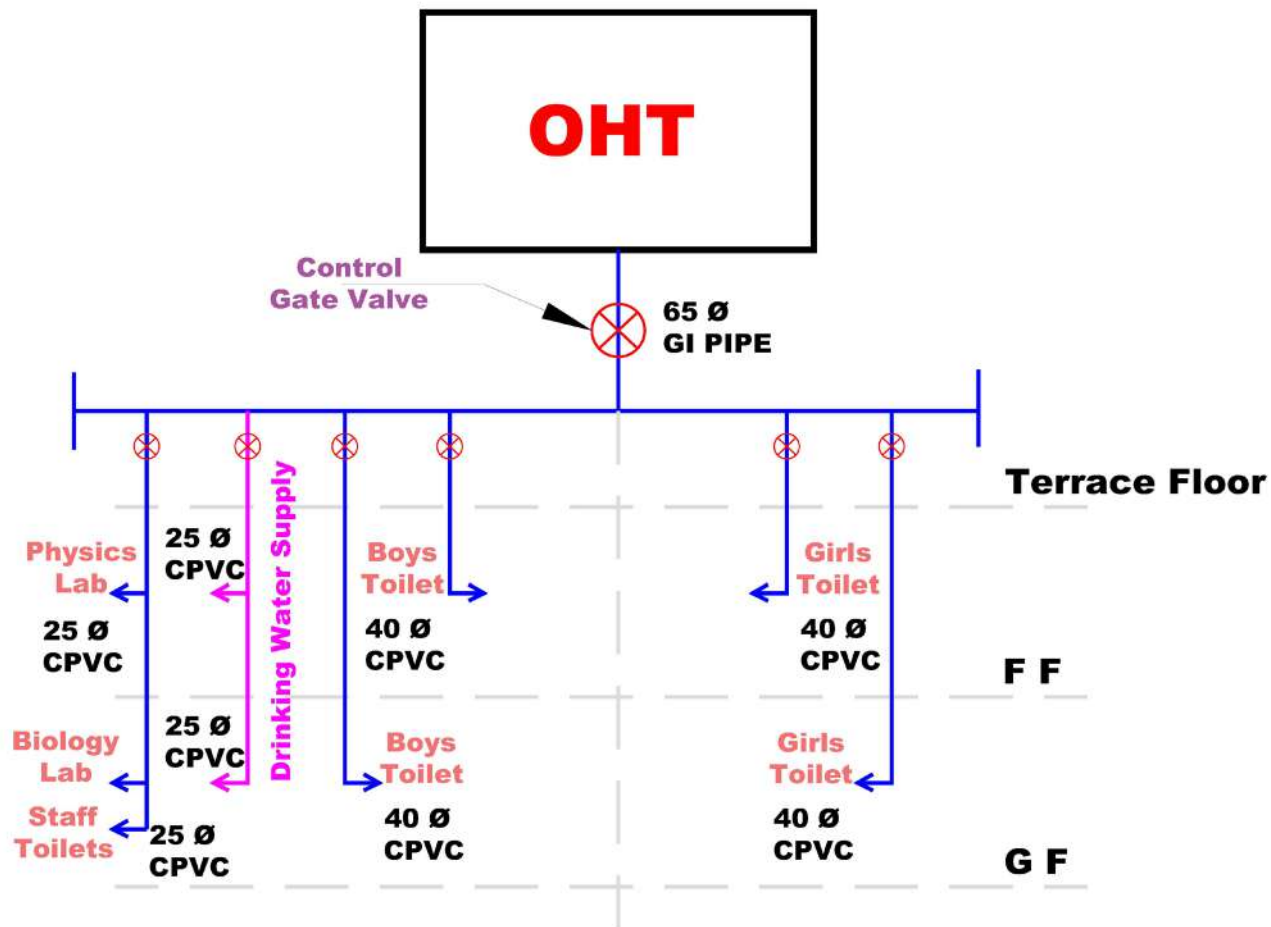 OHT
Control
Gate Valve
65 Ø
GI PIPE
Terrace Floor
Drinking Water Supply
Physics
Lab
25 Ø
CPVC
25 Ø
CPVC
Boys
Toilet
40 Ø
CPVC
Girls
Toilet
40 Ø
CPVC
F F
Biology
Lab
25 Ø
CPVC
Staff
Toilets
25 Ø
CPVC
Boys
Toilet
40 Ø
CPVC
Girls
Toilet
40 Ø
CPVC
G F